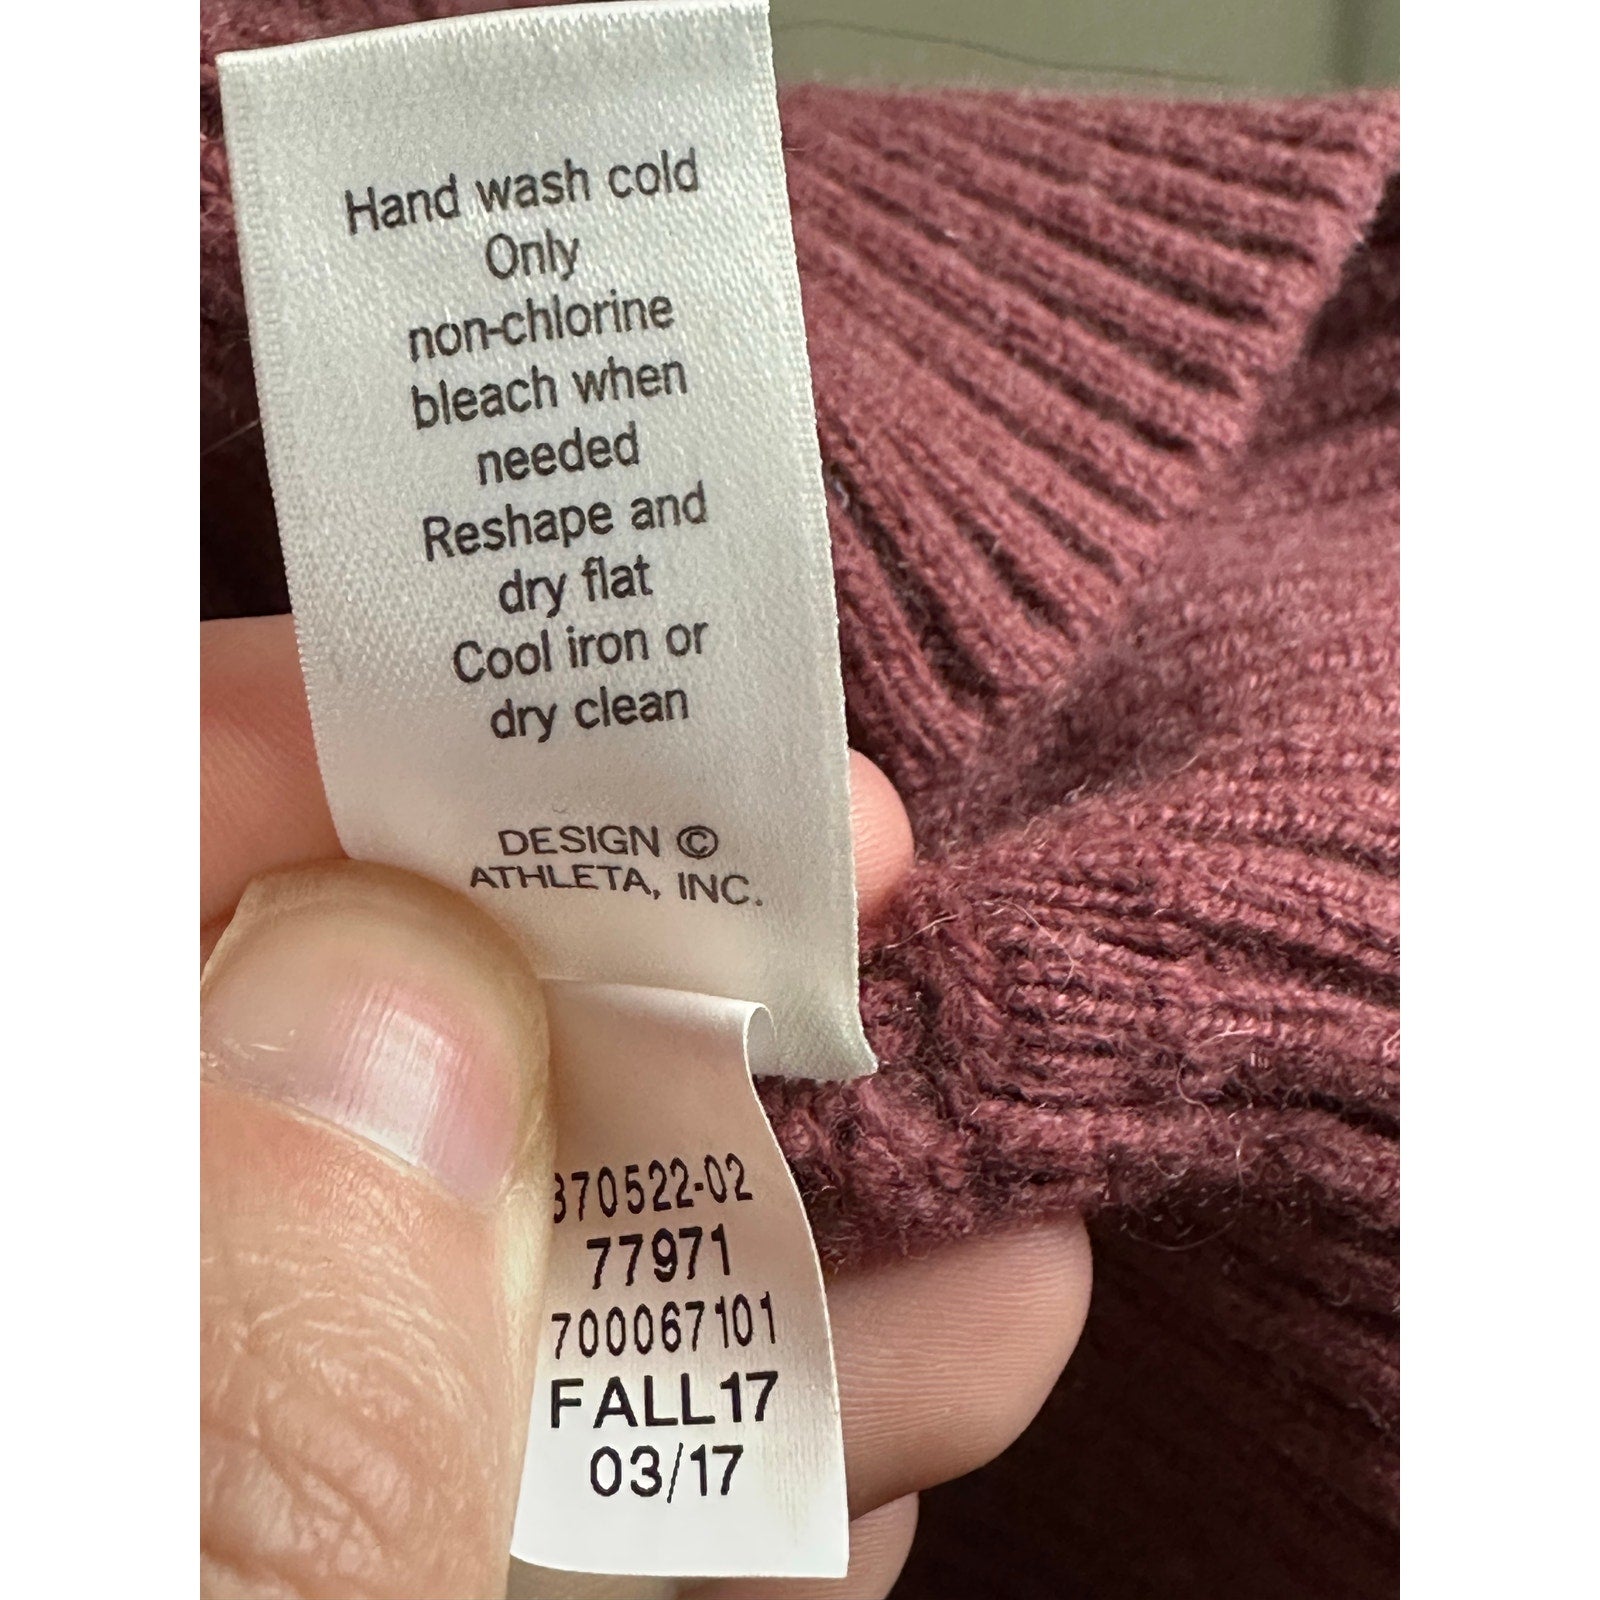 Hand wash cold
Only
non-chlorine
bleach when
needed
Reshape and
dry flat
Cool iron or
dry clean
DESIGN ©
ATHLETA, INC.
370522-02
77971
700067101
FALL17
03/17